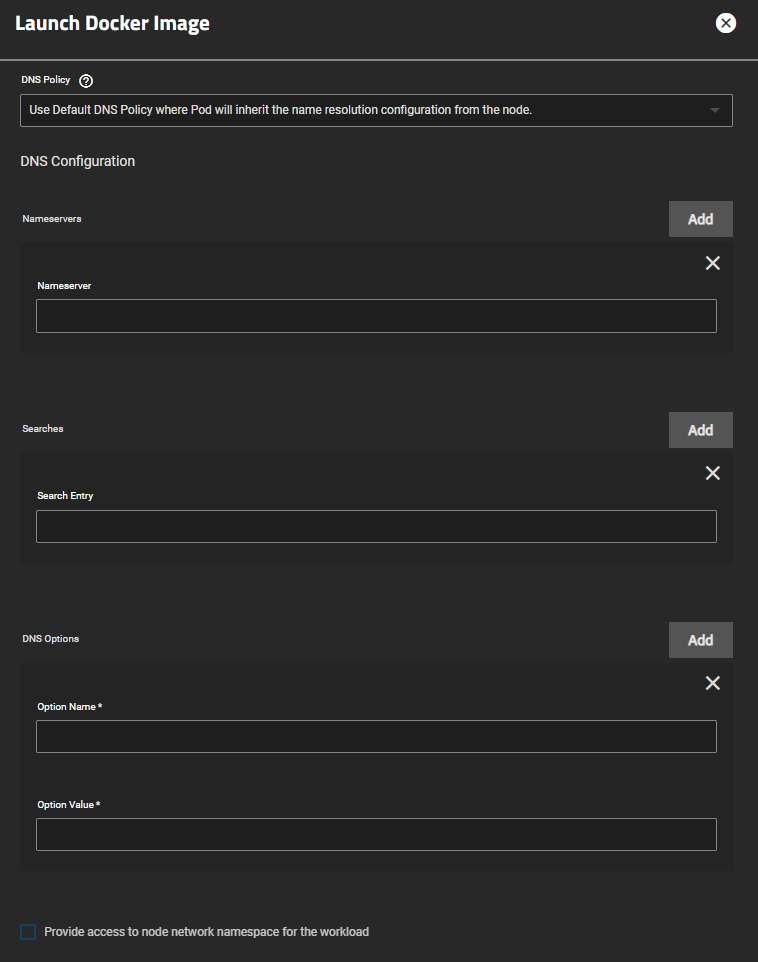 Launch Docker Image
DNS Policy
Use Default DNS Policy where Pod will inherit the name resolution configuration from the node.
DNS Configuration
Nameservers
Add
Nameserver
Searches
Add
Search Entry
DNS Options
Add
Option Name *
Option Value *
Provide access to node network namespace for the workload